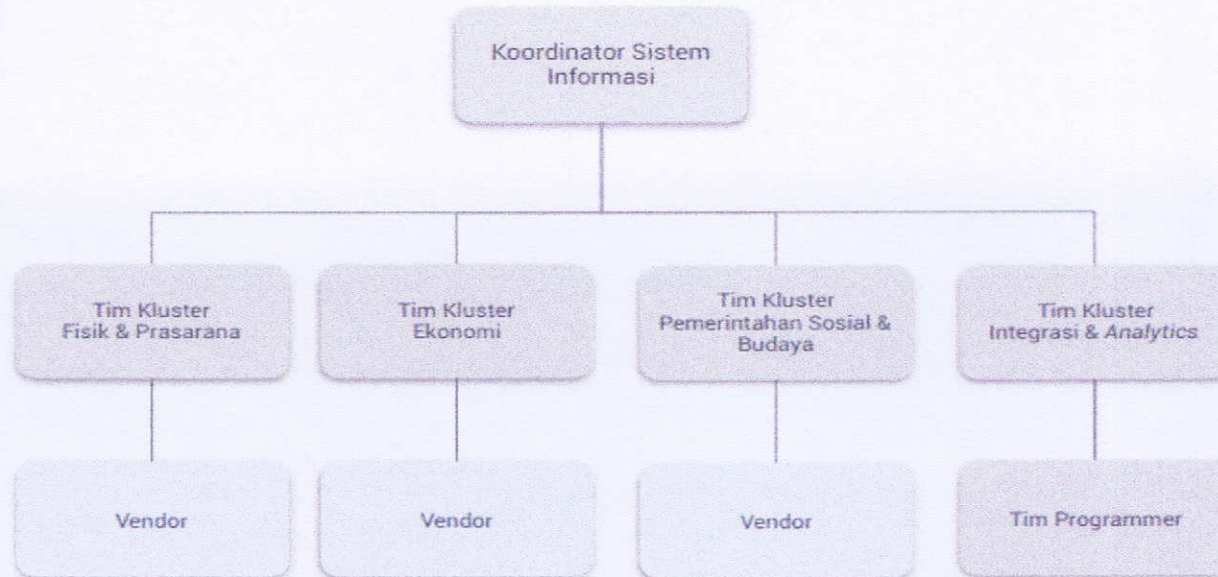 Koordinator Sistem
Informasi
Tim Kluster
Fisik & Prasarana
Tim Kluster
Ekonomi
Tim Kluster
Pemerintahan Sosial &
Budaya
Tim Kluster
Integrasi & Analytics
Vendor
Vendor
Vendor
Tim Programmer